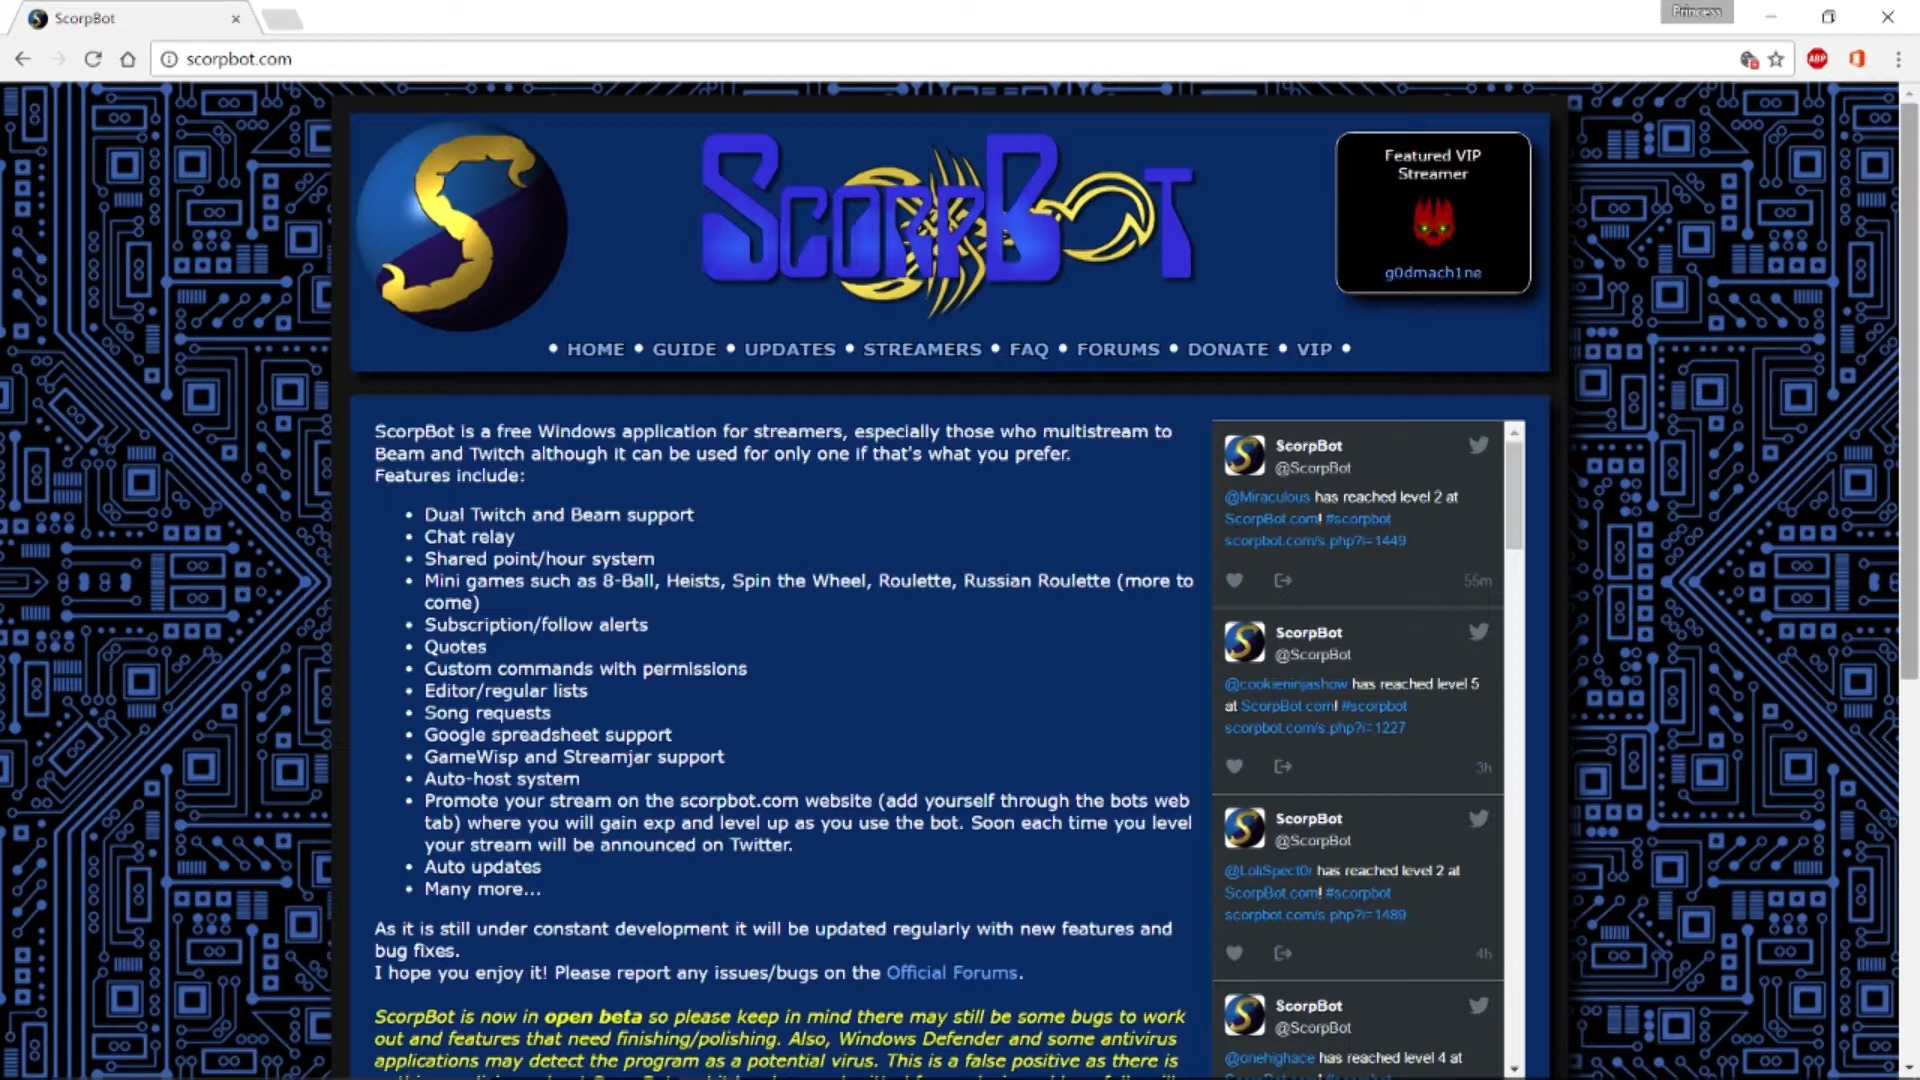 ScorpBot
Princess
scorpbot.com
ABP
ScorpBot
Featured VIP
Streamer
g0dmach1ne
• HOME • GUIDE • UPDATES • STREAMERS • FAQ • FORUMS • DONATE • VIP •
ScorpBot is a free Windows application for streamers, especially those who multistream to
Beam and Twitch although it can be used for only one if that's what you prefer.
Features include:
• Dual Twitch and Beam support
• Chat relay
• Shared point/hour system
• Mini games such as 8-Ball, Heists, Spin the Wheel, Roulette, Russian Roulette (more to
come)
• Subscription/follow alerts
• Quotes
• Custom commands with permissions
• Editor/regular lists
• Song requests
• Google spreadsheet support
• GameWisp and Streamjar support
• Auto-host system
• Promote your stream on the scorpbot.com website (add yourself through the bots web
tab) where you will gain exp and level up as you use the bot. Soon each time you level
your stream will be announced on Twitter.
• Auto updates
• Many more...
As it is still under constant development it will be updated regularly with new features and
bug fixes.
I hope you enjoy it! Please report any issues/bugs on the Official Forums.
ScorpBot is now in open beta so please keep in mind there may still be some bugs to work
out and features that need finishing/polishing. Also, Windows Defender and some antivirus
applications may detect the program as a potential virus. This is a false positive as there is
ScorpBot
@ScorpBot
@Miraculous has reached level 2 at
ScorpBot.com! #scorpbot
scorpbot.com/s.php?i=1449
55m
ScorpBot
@ScorpBot
@cookieninjashow has reached level 5
at ScorpBot.com! #scorpbot
scorpbot.com/s.php?i=1227
3h
ScorpBot
@ScorpBot
@LoliSpect0r has reached level 2 at
ScorpBot.com! #scorpbot
scorpbot.com/s.php?i=1489
4h
ScorpBot
@ScorpBot
@onehighace has reached level 4 at